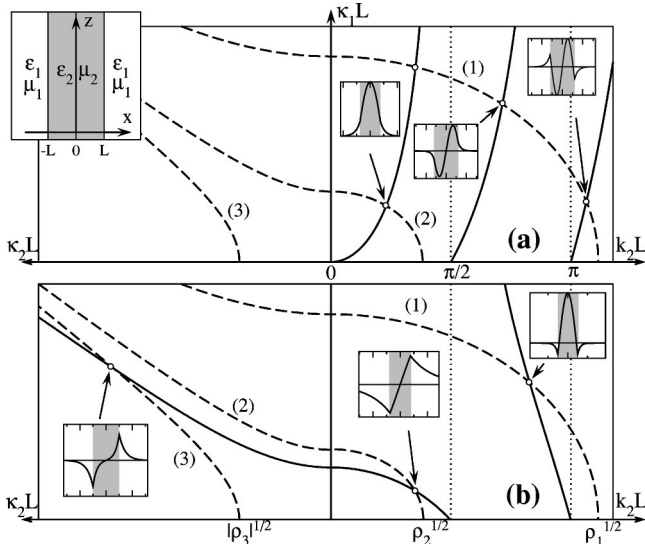 κ₁L
z
ε₁ ε₂ μ₂ ε₁
μ₁ μ₁
x
-L 0 L
(1)
(2)
(3)
(a)
κ₂L
k₂L
0
π/2
π
(1)
(2)
(3)
(b)
κ₂L
k₂L
|ρ₃|¹/²
ρ₂¹/²
ρ₁¹/²